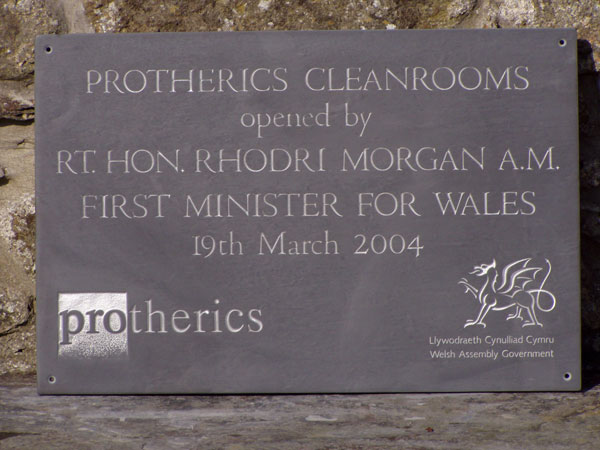 PROTHERICS CLEANROOMS
opened by
RT. HON. RHODRI MORGAN A.M.
FIRST MINISTER FOR WALES
19th March 2004
protherics
Llywodraeth Cynulliad Cymru
Welsh Assembly Government